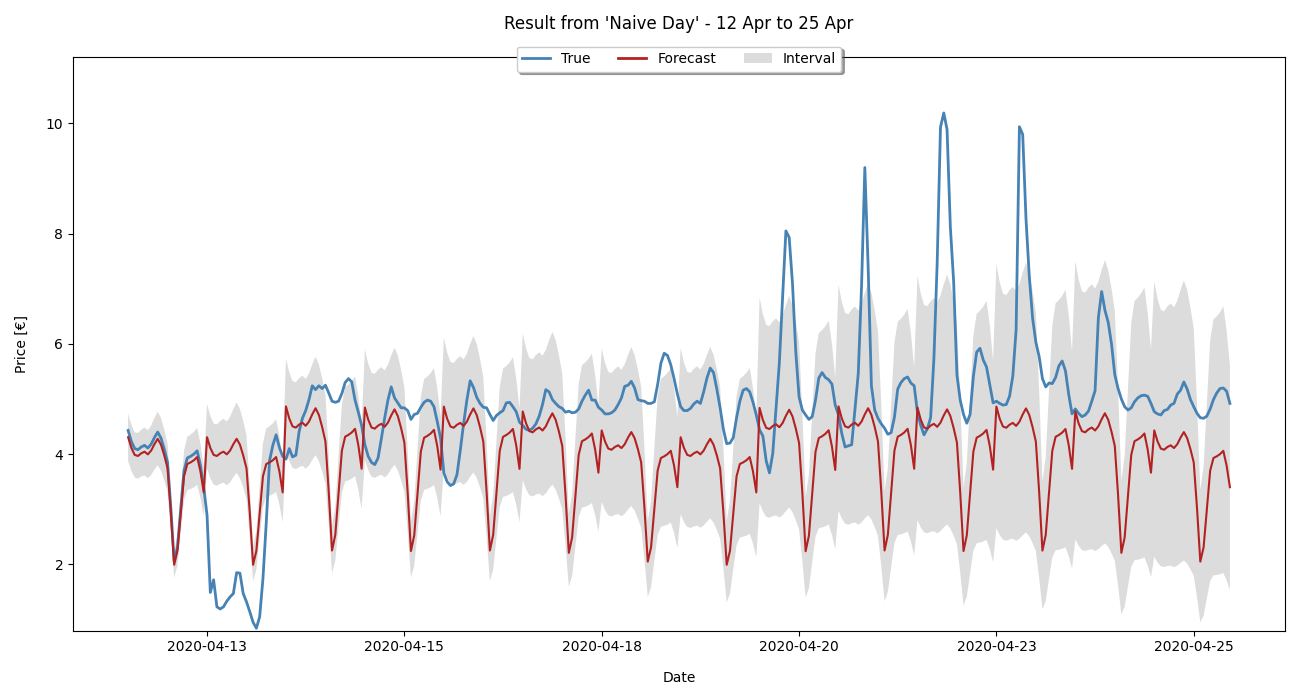 Result from 'Naive Day' - 12 Apr to 25 Apr
True Forecast Interval
Price [€]
10
8
6
4
2
2020-04-13 2020-04-15 2020-04-18 2020-04-20 2020-04-23 2020-04-25
Date